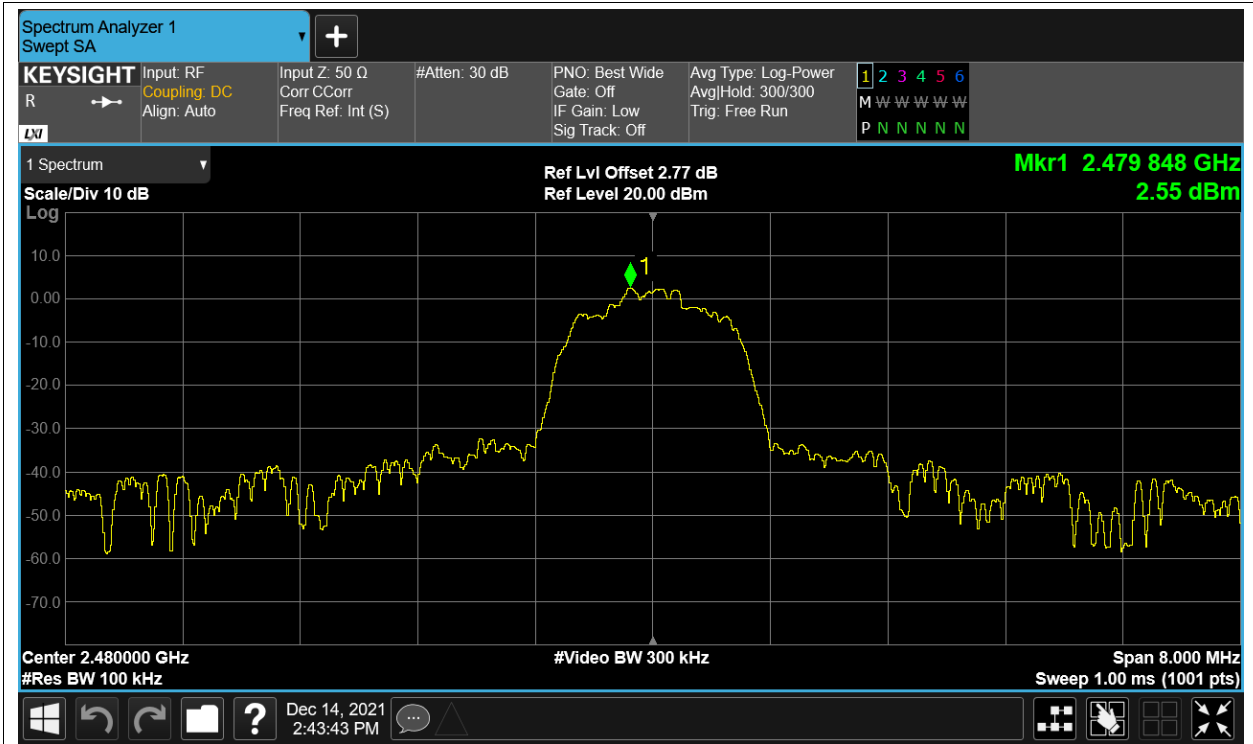 Spectrum Analyzer 1
Swept SA
KEYSIGHT
R
LXI
Input: RF
Coupling: DC
Align: Auto
Input Z: 50 Ω
Corr CCorr
Freq Ref: Int (S)
#Atten: 30 dB
PNO: Best Wide
Gate: Off
IF Gain: Low
Sig Track: Off
Avg Type: Log-Power
Avg|Hold: 300/300
Trig: Free Run
1 2 3 4 5 6
M W W W W W
P N N N N N
1 Spectrum
Scale/Div 10 dB
Ref Lvl Offset 2.77 dB
Ref Level 20.00 dBm
Mkr1 2.479 848 GHz
2.55 dBm
Log
10.0
1
0.00
-10.0
-20.0
-30.0
-40.0
-50.0
-60.0
-70.0
Center 2.480000 GHz
#Res BW 100 kHz
#Video BW 300 kHz
Span 8.000 MHz
Sweep 1.00 ms (1001 pts)
?
Dec 14, 2021
2:43:43 PM